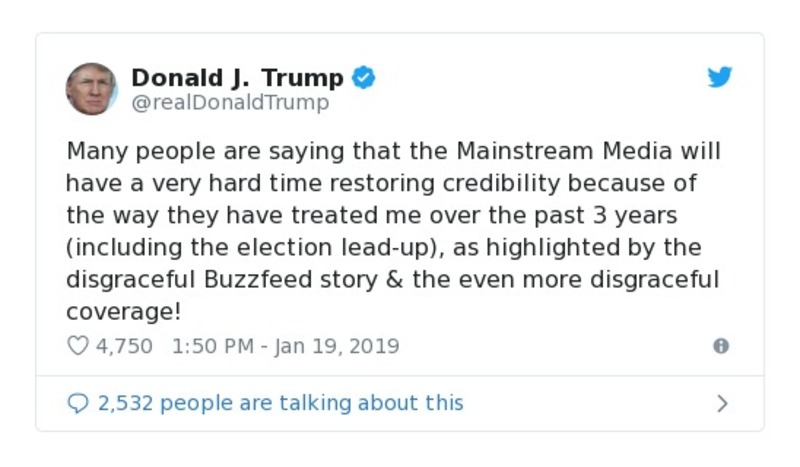 Donald J. Trump
@realDonaldTrump
Many people are saying that the Mainstream Media will
have a very hard time restoring credibility because of
the way they have treated me over the past 3 years
(including the election lead-up), as highlighted by the
disgraceful Buzzfeed story & the even more disgraceful
coverage!
4,750 1:50 PM - Jan 19, 2019
2,532 people are talking about this